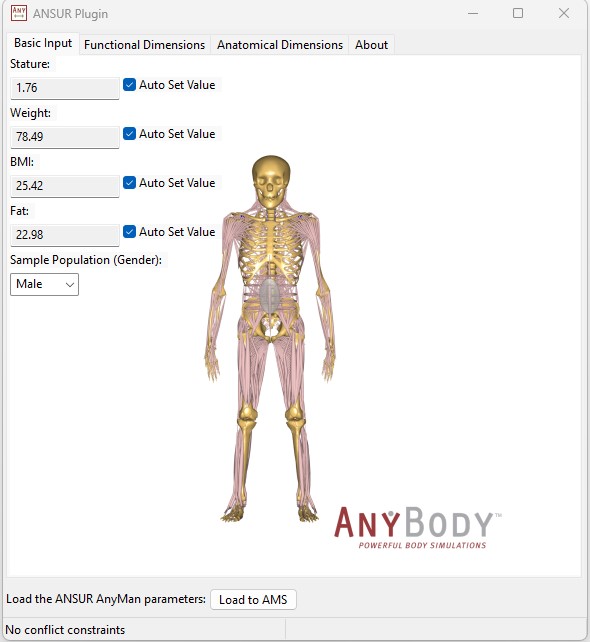 ANY
ANSUR Plugin
Basic Input
Functional Dimensions
Anatomical Dimensions
About
Stature:
1.76
Auto Set Value
Weight:
78.49
Auto Set Value
BMI:
25.42
Auto Set Value
Fat:
22.98
Auto Set Value
Sample Population (Gender):
Male
ANYBODY™
POWERFUL BODY SIMULATIONS
Load the ANSUR AnyMan parameters:
Load to AMS
No conflict constraints